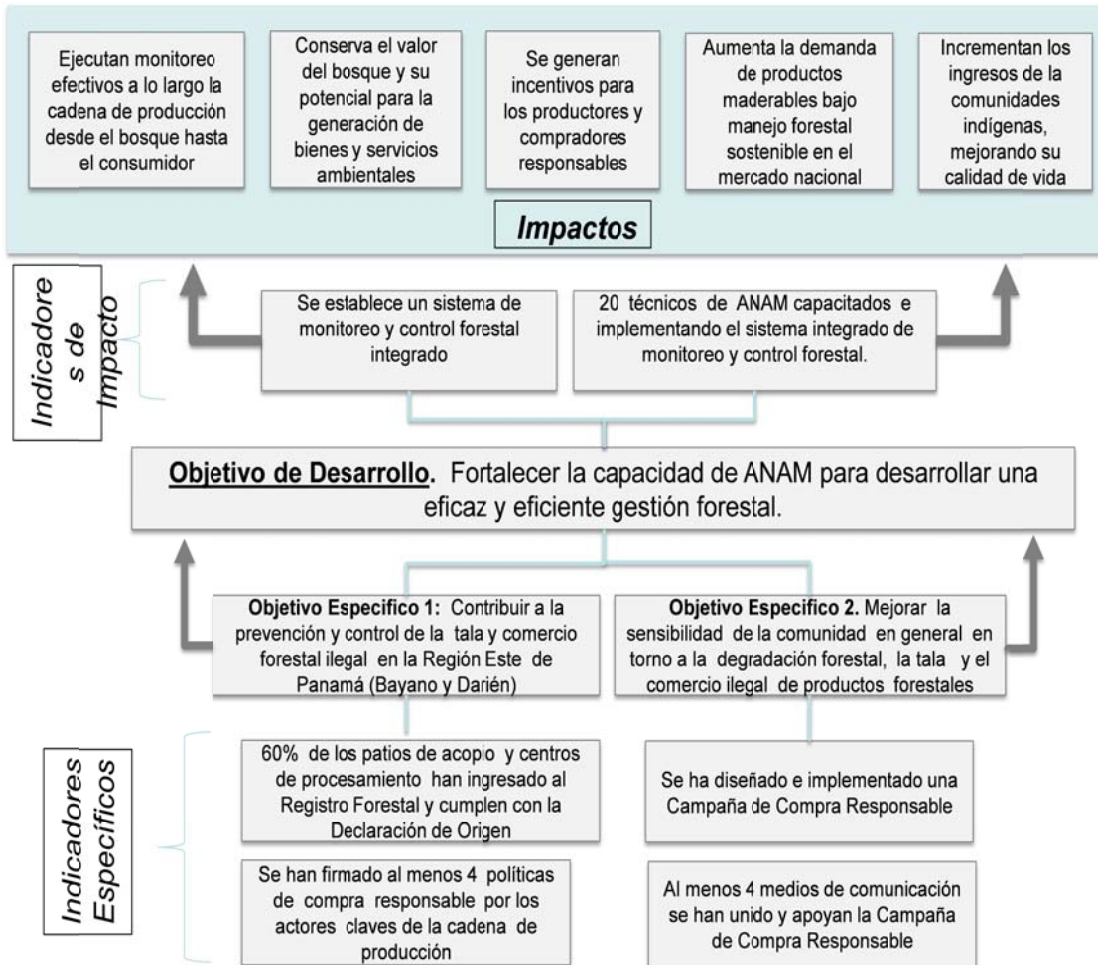 Ejecutan monitoreo
efectivos a lo largo la
cadena de producción
desde el bosque hasta
el consumidor
Conserva el valor
del bosque y su
potencial para la
generación de
bienes y servicios
ambientales
Se generan
incentivos para
los productores y
compradores
responsables
Aumenta la demanda
de productos
maderables bajo
manejo forestal
sostenible en el
mercado nacional
Incrementan los
ingresos de la
comunidades
indígenas,
mejorando su
calidad de vida
Impactos
Indicadore
s de
Impacto
Se establece un sistema de
monitoreo y control forestal
integrado
20 técnicos de ANAM capacitados e
implementando el sistema integrado de
monitoreo y control forestal.
Objetivo de Desarrollo. Fortalecer la capacidad de ANAM para desarrollar una
eficaz y eficiente gestión forestal.
Objetivo Especifico 1: Contribuir a la
prevención y control de la tala y comercio
forestal ilegal en la Región Este de
Panamá (Bayano y Darién)
Objetivo Especifico 2. Mejorar la
sensibilidad de la comunidad en general en
torno a la degradación forestal, la tala y el
comercio ilegal de productos forestales
Indicadores
Específicos
60% de los patios de acopio y centros
de procesamiento han ingresado al
Registro Forestal y cumplen con la
Declaración de Origen
Se ha diseñado e implementado una
Campaña de Compra Responsable
Se han firmado al menos 4 políticas
de compra responsable por los
actores claves de la cadena de
producción
Al menos 4 medios de comunicación
se han unido y apoyan la Campaña
de Compra Responsable